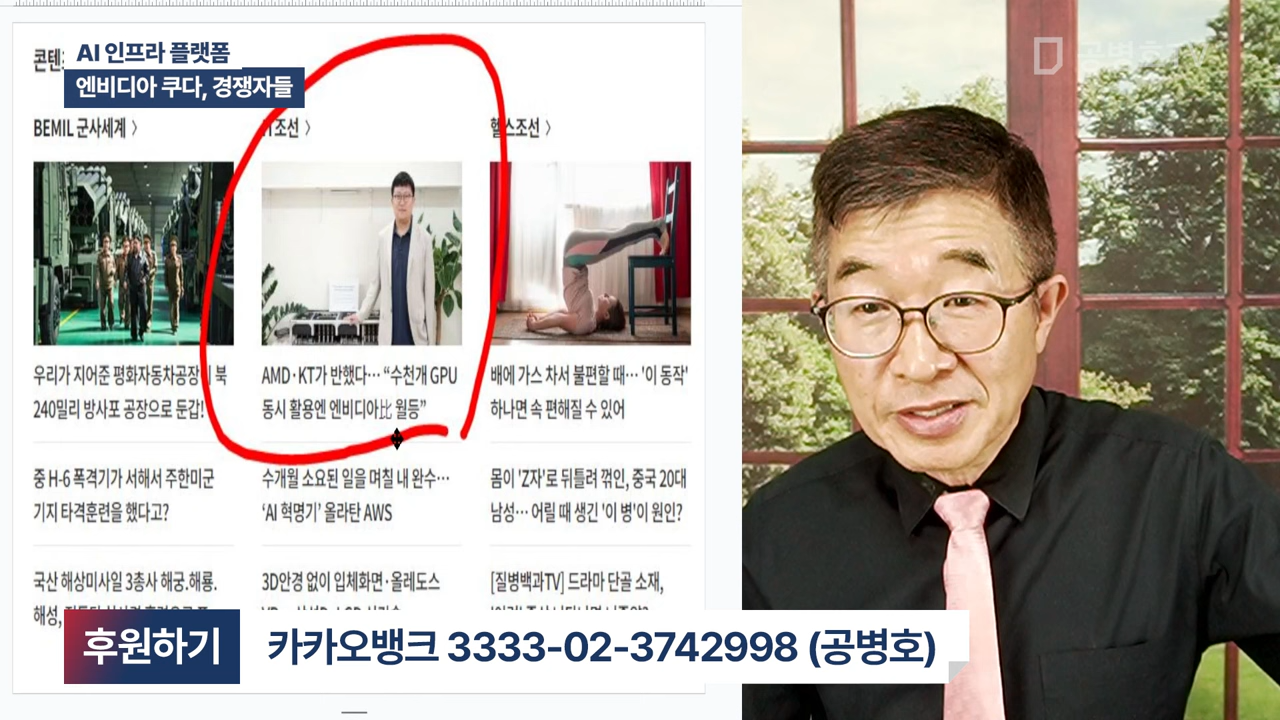 AI 인프라 플랫폼
엔비디아 쿠다, 경쟁자들
공병호TV
BEMIL 군사세계 >
조선 >
헬스조선 >
우리가 지어준 평화자동차공장 북
240밀리 방사포 공장으로 둔갑!
AMD·KT가 반했다… “수천개 GPU
동시 활용엔 엔비디아比 월등”
배에 가스 차서 불편할 때… '이 동작'
하나면 속 편해질 수 있어
중 H-6 폭격기가 서해서 주한미군
기지 타격훈련을 했다고?
수개월 소요된 일을 며칠 내 완수…
‘AI 혁명기’ 올라탄 AWS
몸이 'Z자'로 뒤틀려 꺾인, 중국 20대
남성… 어릴 때 생긴 '이 병'이 원인?
국산 해상미사일 3총사 해궁.해룡.
해성,
3D안경 없이 입체화면·올레도스
[질병백과TV] 드라마 단골 소재,
후원하기
카카오뱅크 3333-02-3742998 (공병호)